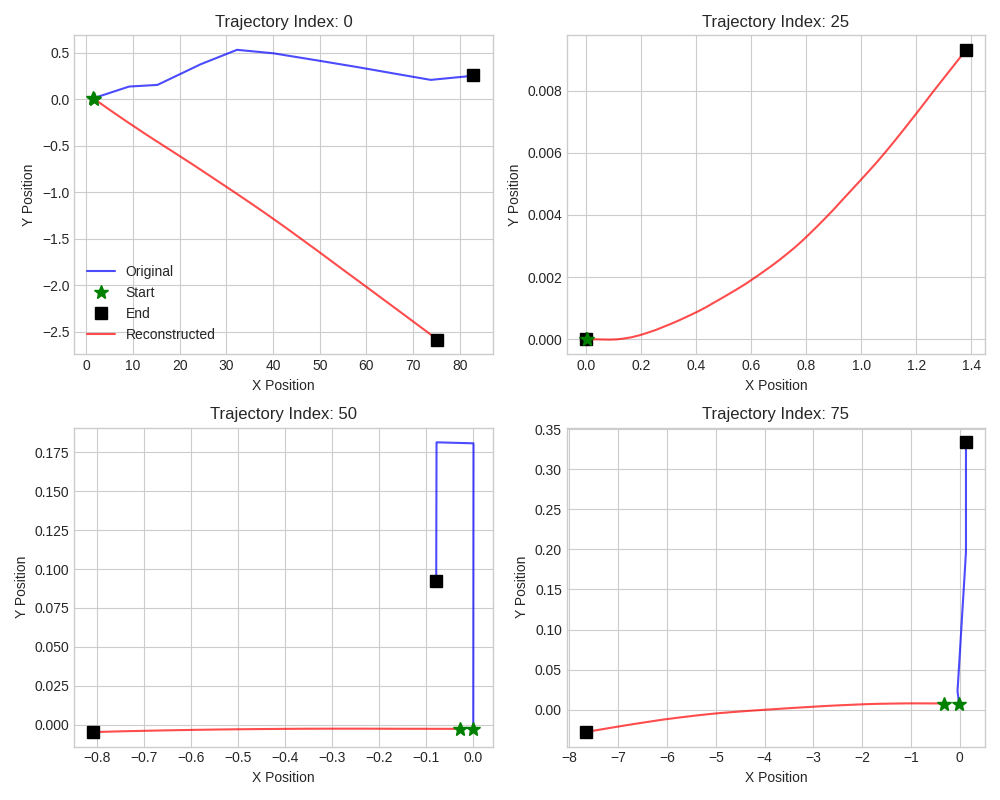 Trajectory Index: 0
0.5
0.0
−0.5
−1.0
−1.5
−2.0
−2.5
Y Position
Original
Start
End
Reconstructed
0 10 20 30 40 50 60 70 80
X Position
Trajectory Index: 25
0.008
0.006
0.004
0.002
0.000
Y Position
0.0 0.2 0.4 0.6 0.8 1.0 1.2 1.4
X Position
Trajectory Index: 50
0.175
0.150
0.125
0.100
0.075
0.050
0.025
0.000
Y Position
−0.8 −0.7 −0.6 −0.5 −0.4 −0.3 −0.2 −0.1 0.0
X Position
Trajectory Index: 75
0.35
0.30
0.25
0.20
0.15
0.10
0.05
0.00
Y Position
−8 −7 −6 −5 −4 −3 −2 −1 0
X Position